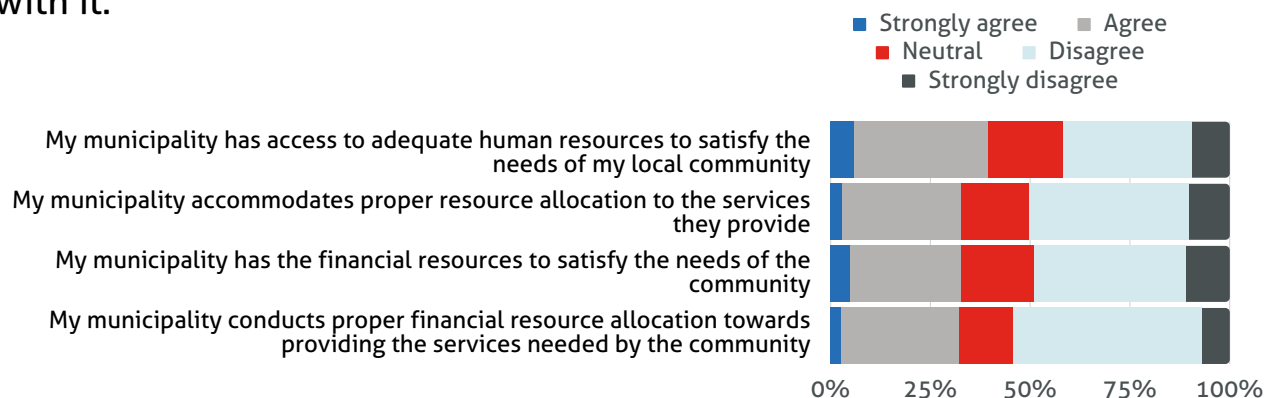 with it.
Strongly agree Agree
Neutral Disagree
Strongly disagree
My municipality has access to adequate human resources to satisfy the
needs of my local community
My municipality accommodates proper resource allocation to the services
they provide
My municipality has the financial resources to satisfy the needs of the
community
My municipality conducts proper financial resource allocation towards
providing the services needed by the community
0% 25% 50% 75% 100%